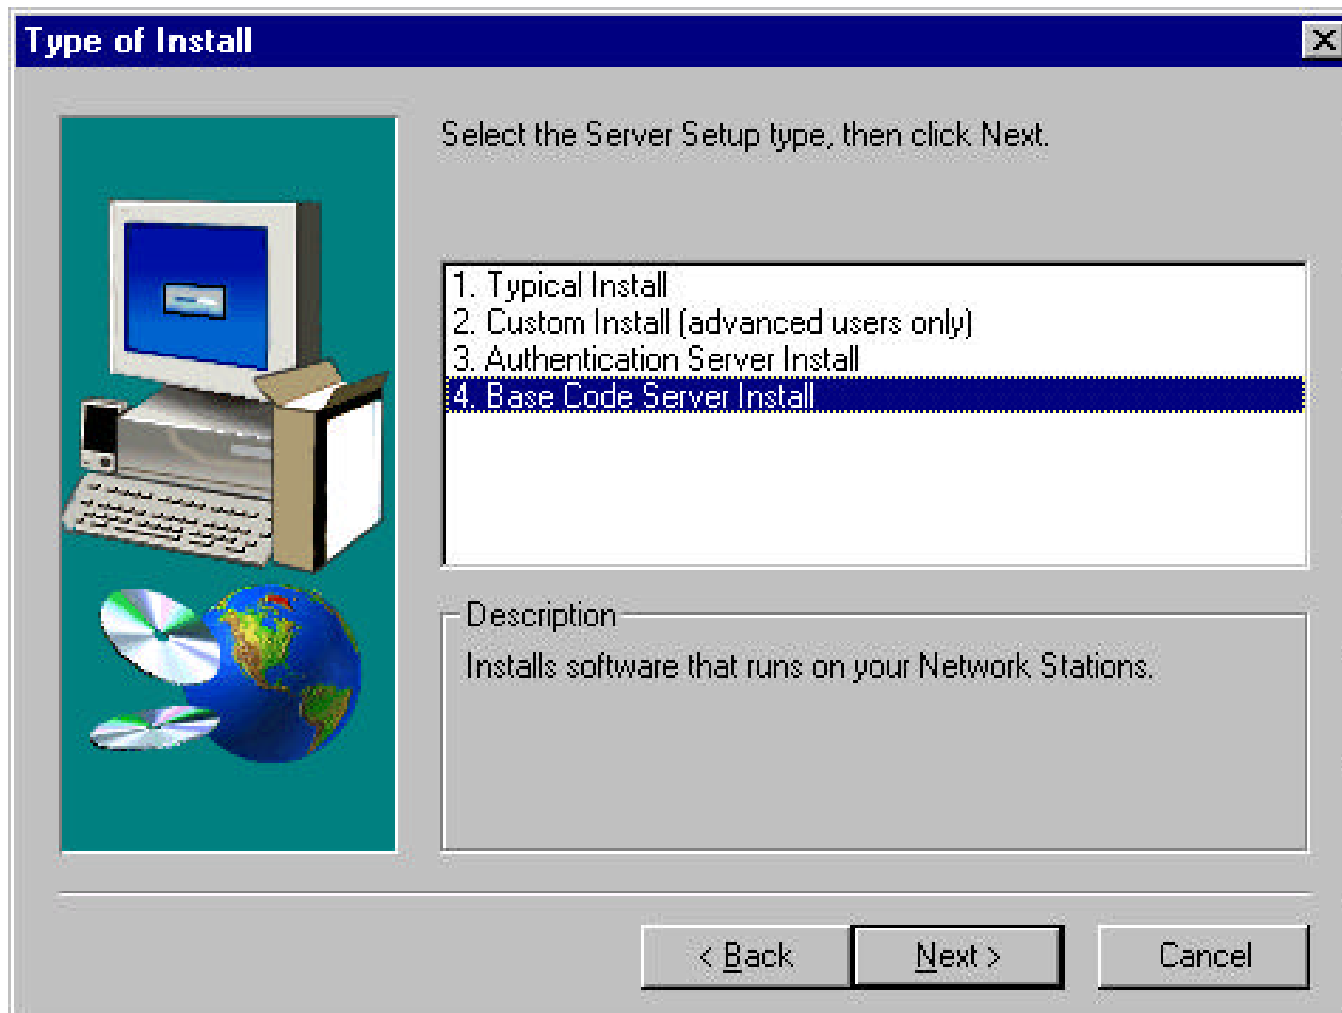 Type of Install
Select the Server Setup type, then click Next.
1. Typical Install
2. Custom Install (advanced users only)
3. Authentication Server Install
4. Base Code Server Install
Description
Installs software that runs on your Network Stations.
< Back
Next >
Cancel